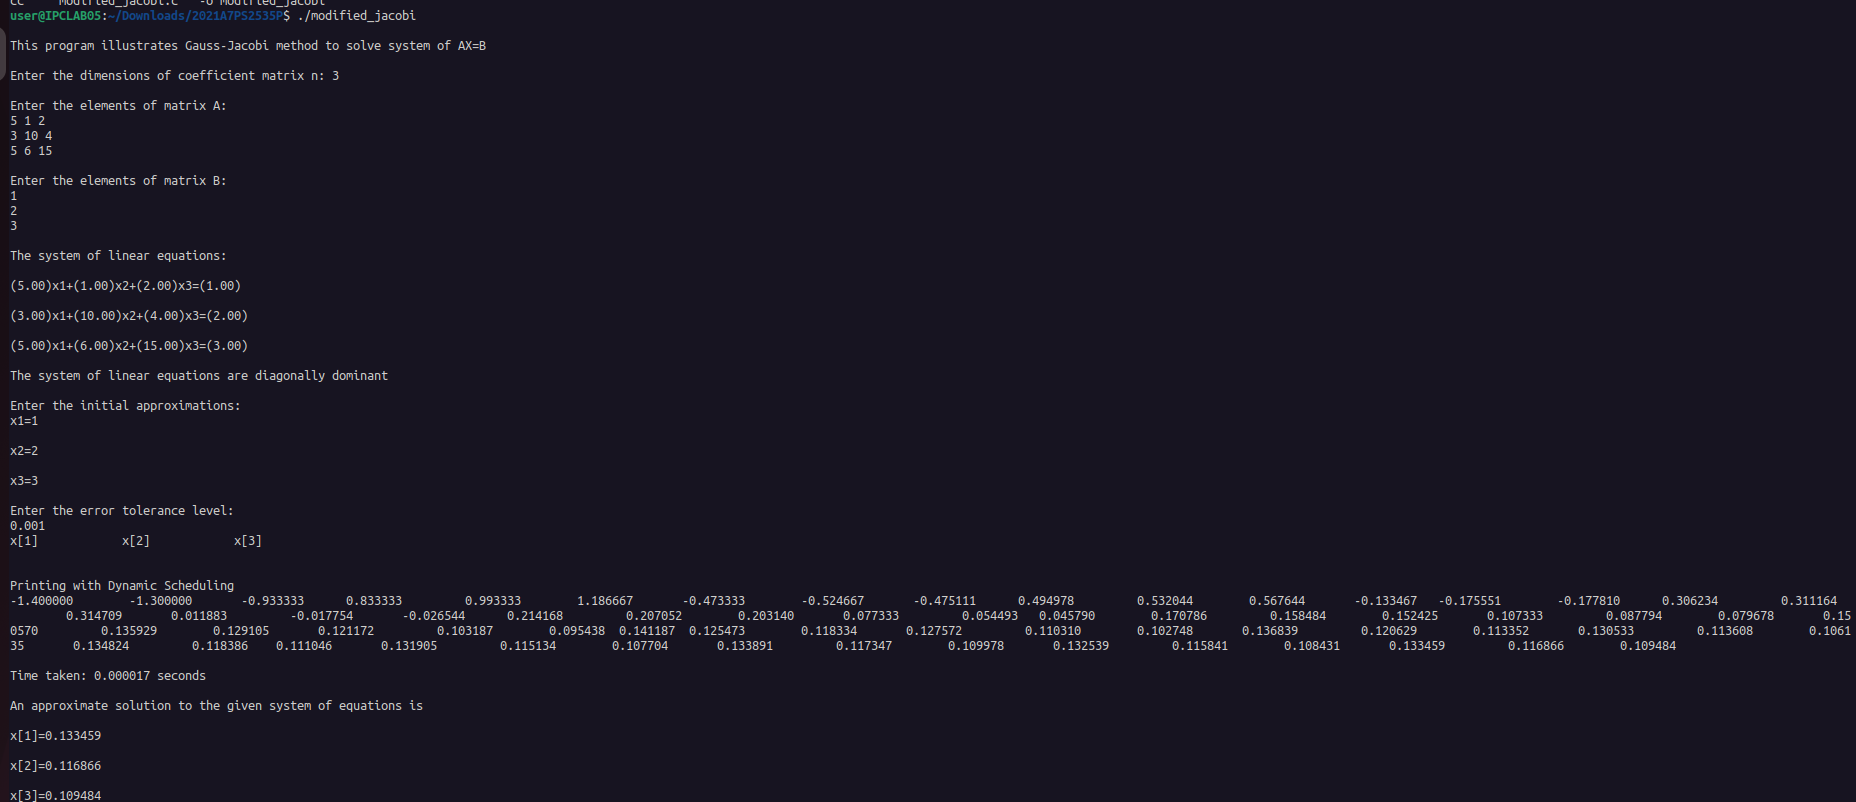 cc     modified_jacobi.c   -o modified_jacobi
user@IPCLAB05:~/Downloads/2021A7PS2535P$ ./modified_jacobi
This program illustrates Gauss-Jacobi method to solve system of AX=B
Enter the dimensions of coefficient matrix n: 3
Enter the elements of matrix A:
5 1 2
3 10 4
5 6 15
Enter the elements of matrix B:
1
2
3
The system of linear equations:
(5.00)x1+(1.00)x2+(2.00)x3=(1.00)
(3.00)x1+(10.00)x2+(4.00)x3=(2.00)
(5.00)x1+(6.00)x2+(15.00)x3=(3.00)
The system of linear equations are diagonally dominant
Enter the initial approximations:
x1=1
x2=2
x3=3
Enter the error tolerance level:
0.001
x[1]            x[2]            x[3]
Printing with Dynamic Scheduling
-1.400000        -1.300000       -0.933333      0.833333         0.993333        1.186667       -0.473333        -0.524667       -0.475111      0.494978         0.532044        0.567644       -0.133467   -0.175551        -0.177810      0.306234         0.311164
        0.314709       0.011883         -0.017754       -0.026544      0.214168         0.207052        0.203140       0.077333         0.054493   0.045790        0.170786       0.158484        0.152425       0.107333         0.087794        0.079678       0.15
0570         0.135929        0.129105       0.121172         0.103187        0.095438  0.141187  0.125473        0.118334       0.127572         0.110310        0.102748       0.136839         0.120629        0.113352       0.130533         0.113608        0.1061
35       0.134824         0.118386    0.111046       0.131905         0.115134        0.107704       0.133891         0.117347        0.109978       0.132539         0.115841        0.108431       0.133459         0.116866        0.109484
Time taken: 0.000017 seconds
An approximate solution to the given system of equations is
x[1]=0.133459
x[2]=0.116866
x[3]=0.109484